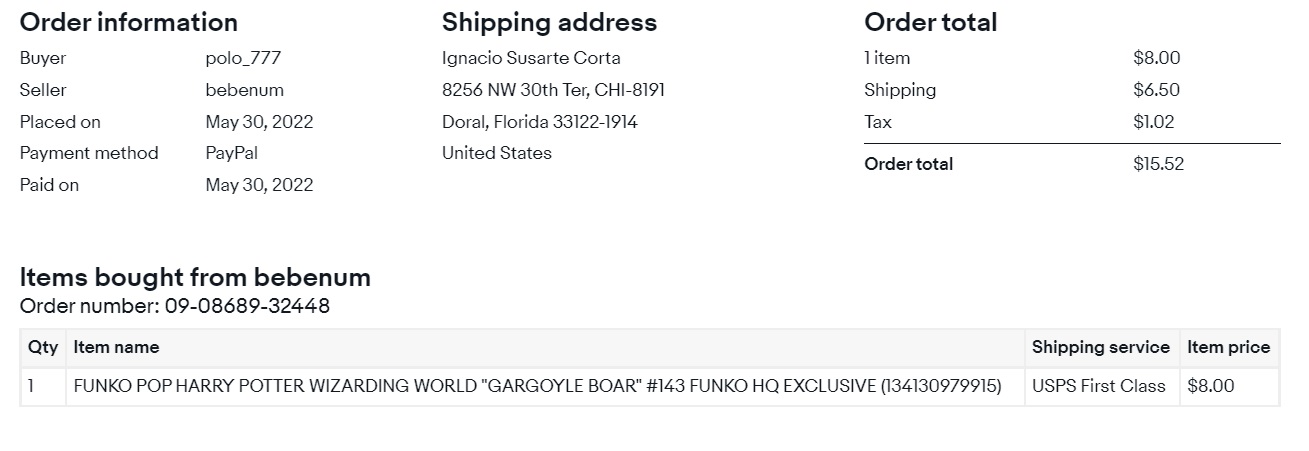 Order information
Buyer polo_777
Seller bebenum
Placed on May 30, 2022
Payment method PayPal
Paid on May 30, 2022
Shipping address
Ignacio Susarte Corta
8256 NW 30th Ter, CHI-8191
Doral, Florida 33122-1914
United States
Order total
1 item $8.00
Shipping $6.50
Tax $1.02
Order total $15.52
Items bought from bebenum
Order number: 09-08689-32448
Qty Item name Shipping service Item price
1 FUNKO POP HARRY POTTER WIZARDING WORLD "GARGOYLE BOAR" #143 FUNKO HQ EXCLUSIVE (134130979915) USPS First Class $8.00